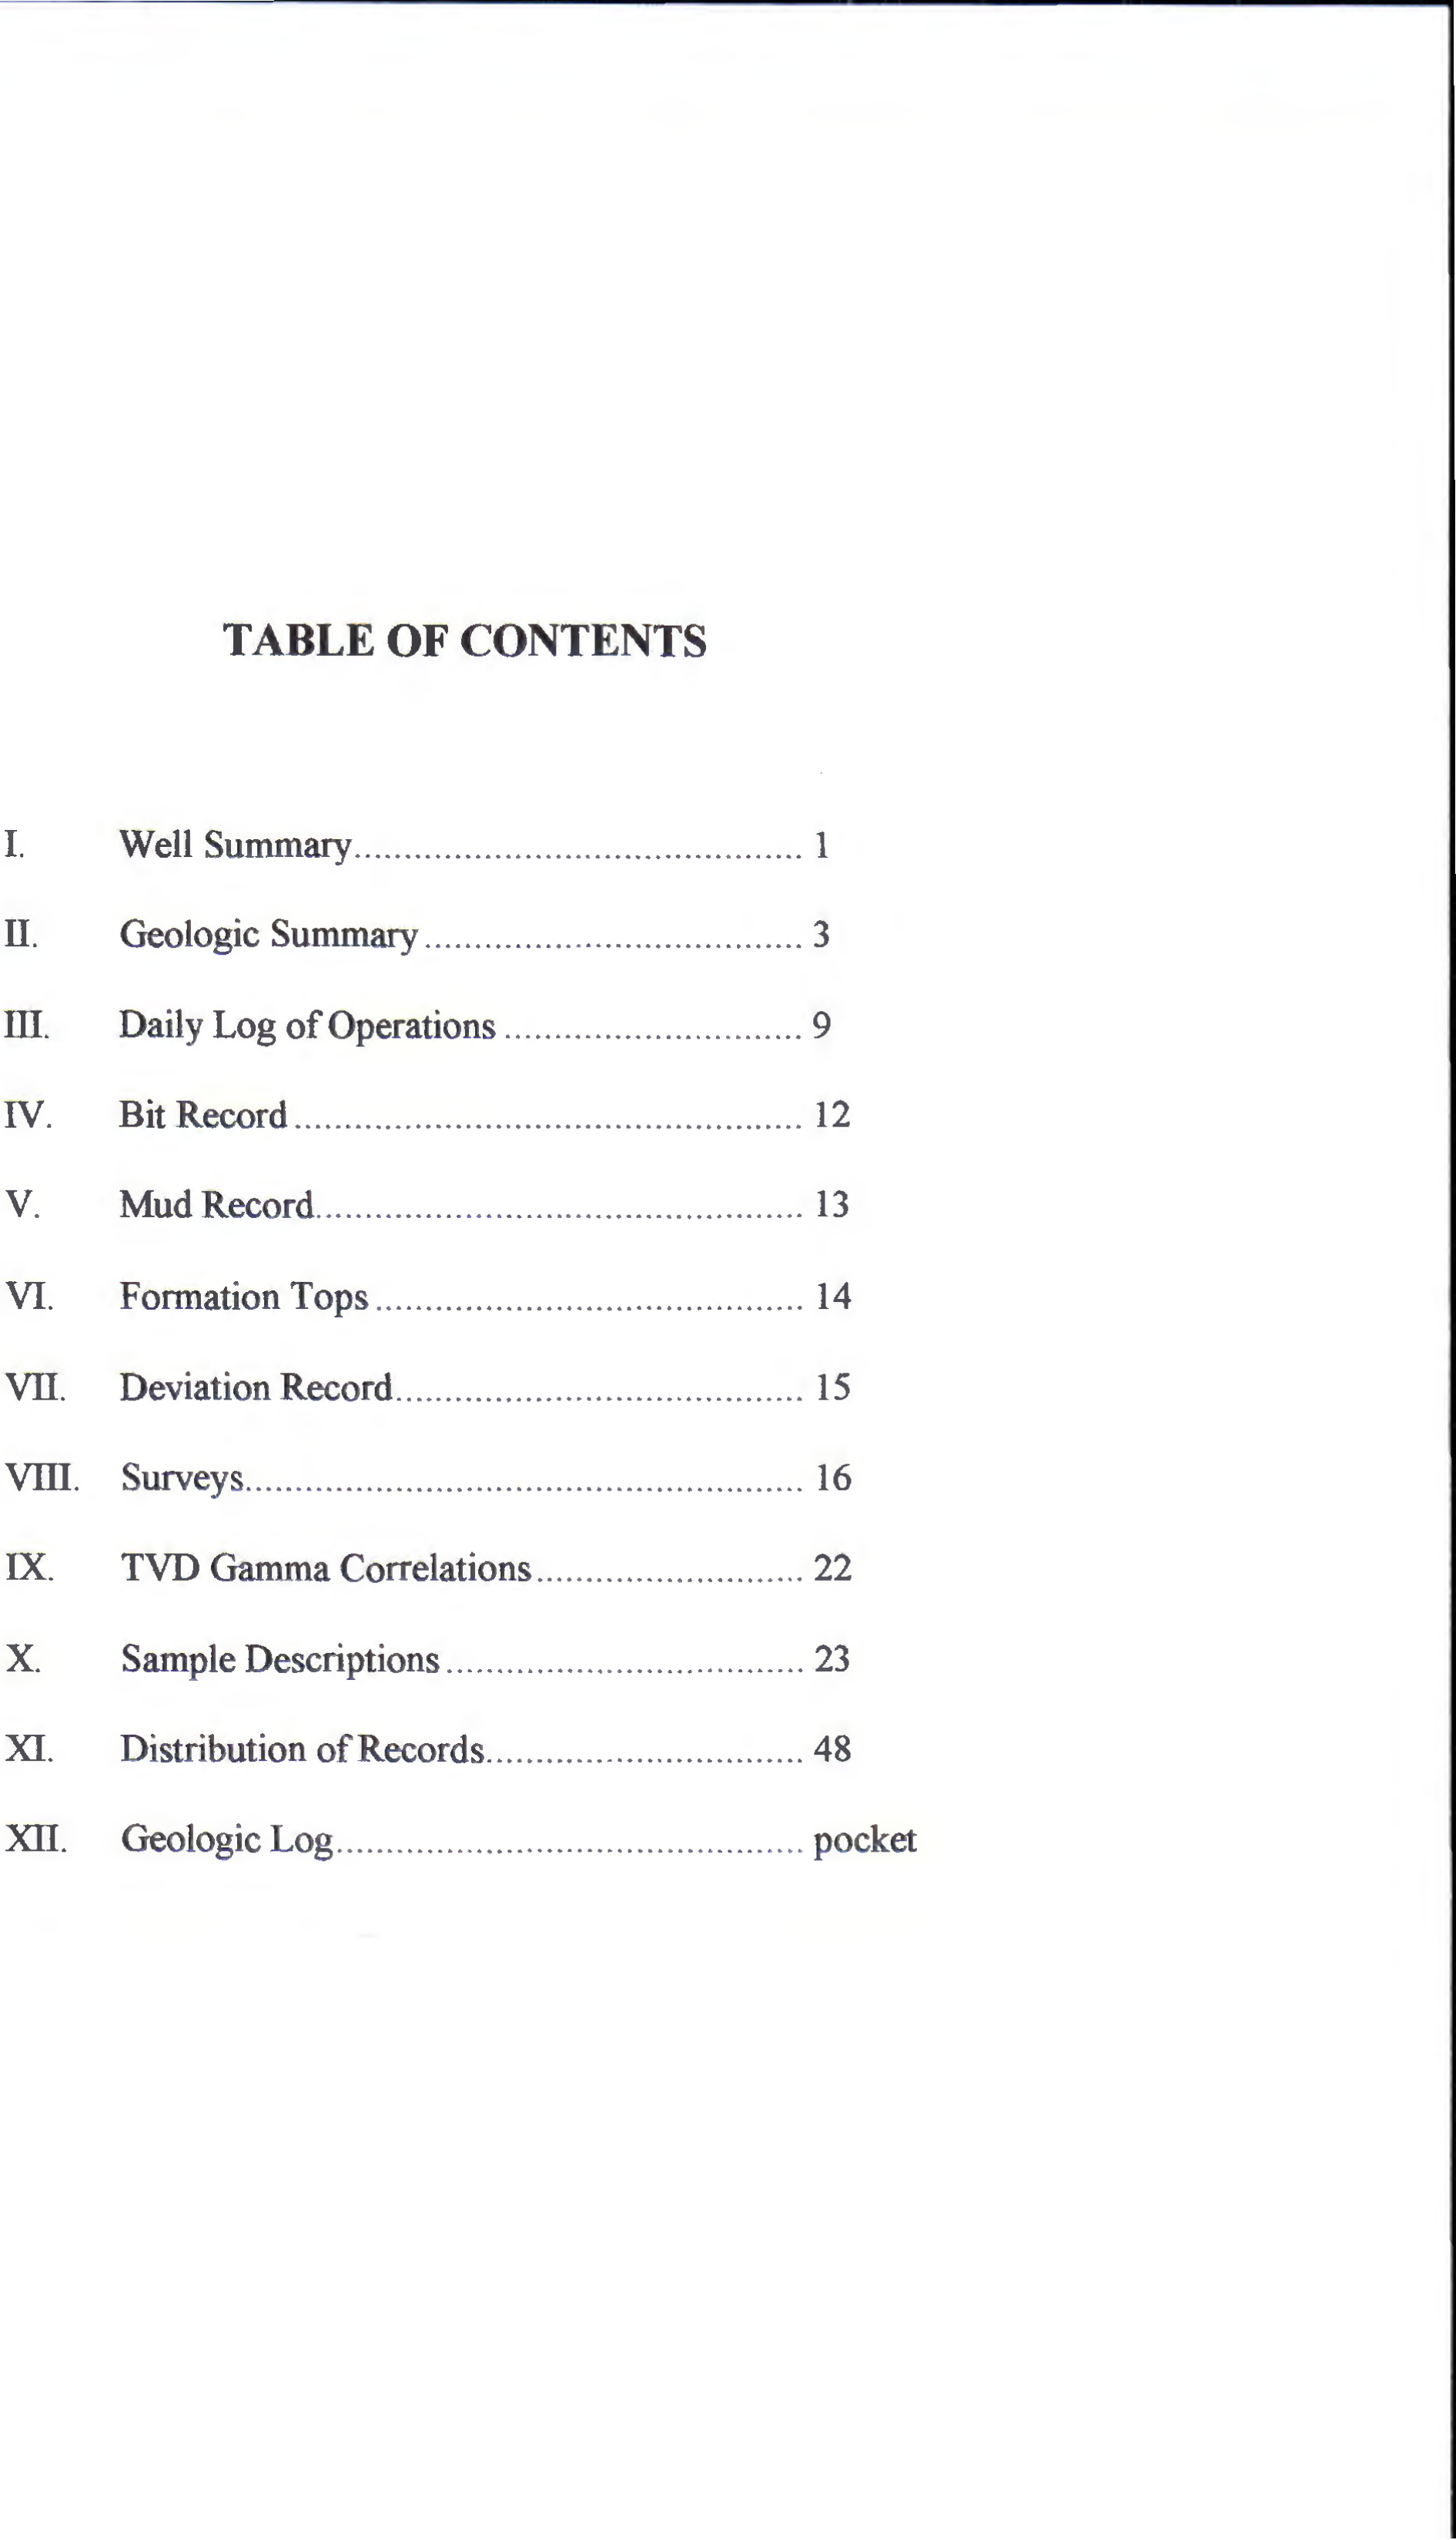 TABLE OF CONTENTS
I. Well Summary............................................. 1
II. Geologic Summary...................................... 3
III. Daily Log of Operations.............................. 9
IV. Bit Record................................................... 12
V. Mud Record................................................. 13
VI. Formation Tops........................................... 14
VII. Deviation Record......................................... 15
VIII. Surveys........................................................ 16
IX. TVD Gamma Correlations........................... 22
X. Sample Descriptions.................................... 23
XI. Distribution of Records................................ 48
XII. Geologic Log............................................... pocket